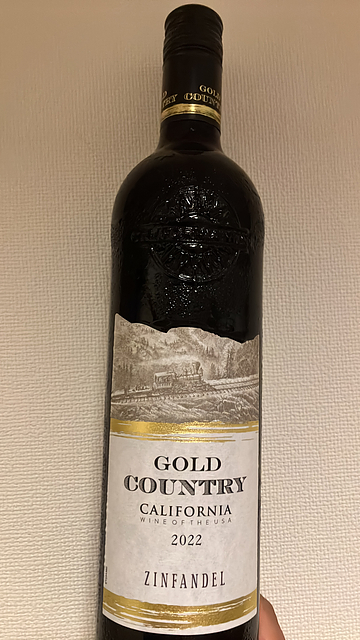 GOLD
COUNTRY
CALIFORNIA
WINE OF THE USA
2022
ZINFANDEL